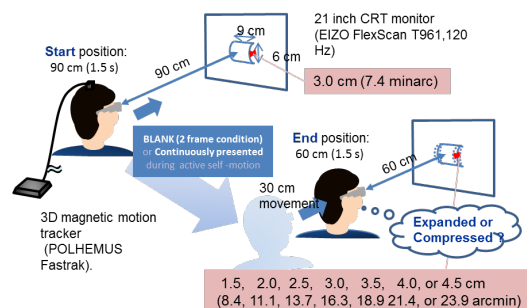 21 inch CRT monitor
(EIZO FlexScan T961,120
Hz)
9 cm
6 cm
Start position:
90 cm (1.5 s)
90 cm
3.0 cm (7.4 minarc)
BLANK (2 frame condition)
or Continuously presented
during active self -motion
End position:
60 cm (1.5 s)
60 cm
30 cm
movement
3D magnetic motion
tracker
(POLHEMUS
Fastrak).
Expanded or
Compressed ?
1.5, 2.0, 2.5, 3.0, 3.5, 4.0, or 4.5 cm
(8.4, 11.1, 13.7, 16.3, 18.9 21.4, or 23.9 arcmin)